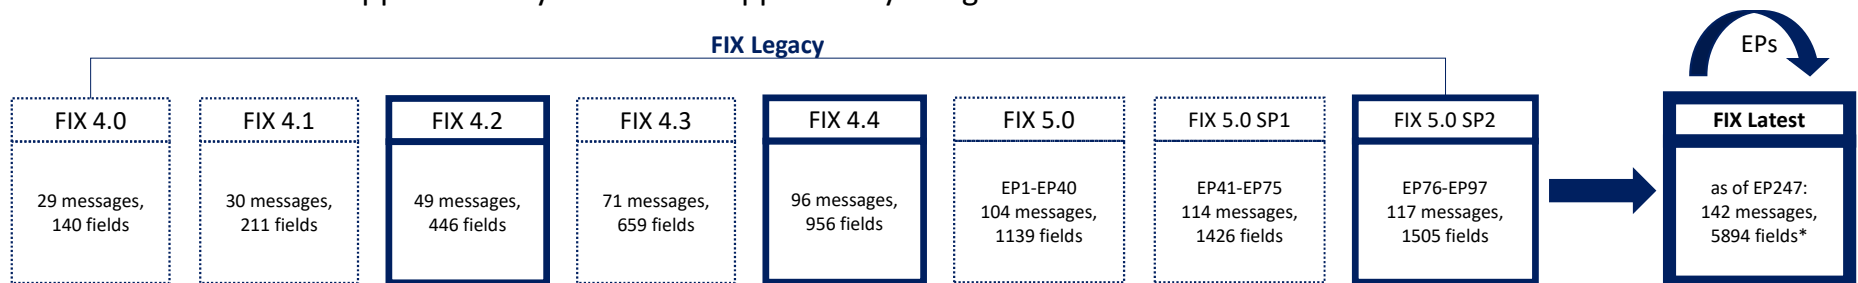 FIX Legacy
EPs
FIX 4.0
29 messages,
140 fields
FIX 4.1
30 messages,
211 fields
FIX 4.2
49 messages,
446 fields
FIX 4.3
71 messages,
659 fields
FIX 4.4
96 messages,
956 fields
FIX 5.0
EP1-EP40
104 messages,
1139 fields
FIX 5.0 SP1
EP41-EP75
114 messages,
1426 fields
FIX 5.0 SP2
EP76-EP97
117 messages,
1505 fields
FIX Latest
as of EP247:
142 messages,
5894 fields*